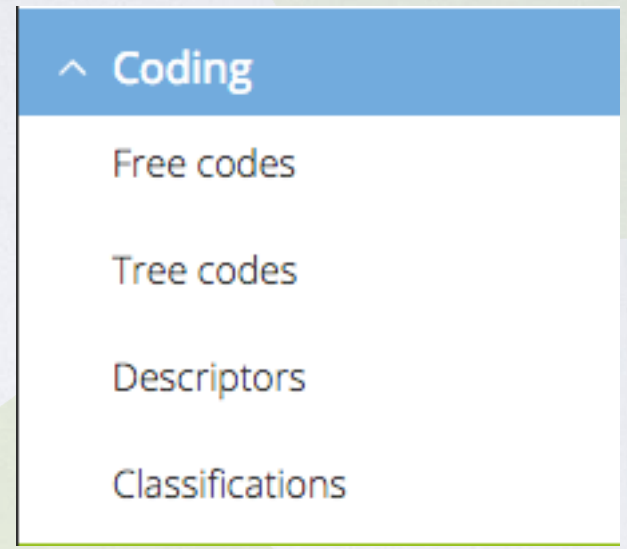 Coding
Free codes
Tree codes
Descriptors
Classifications